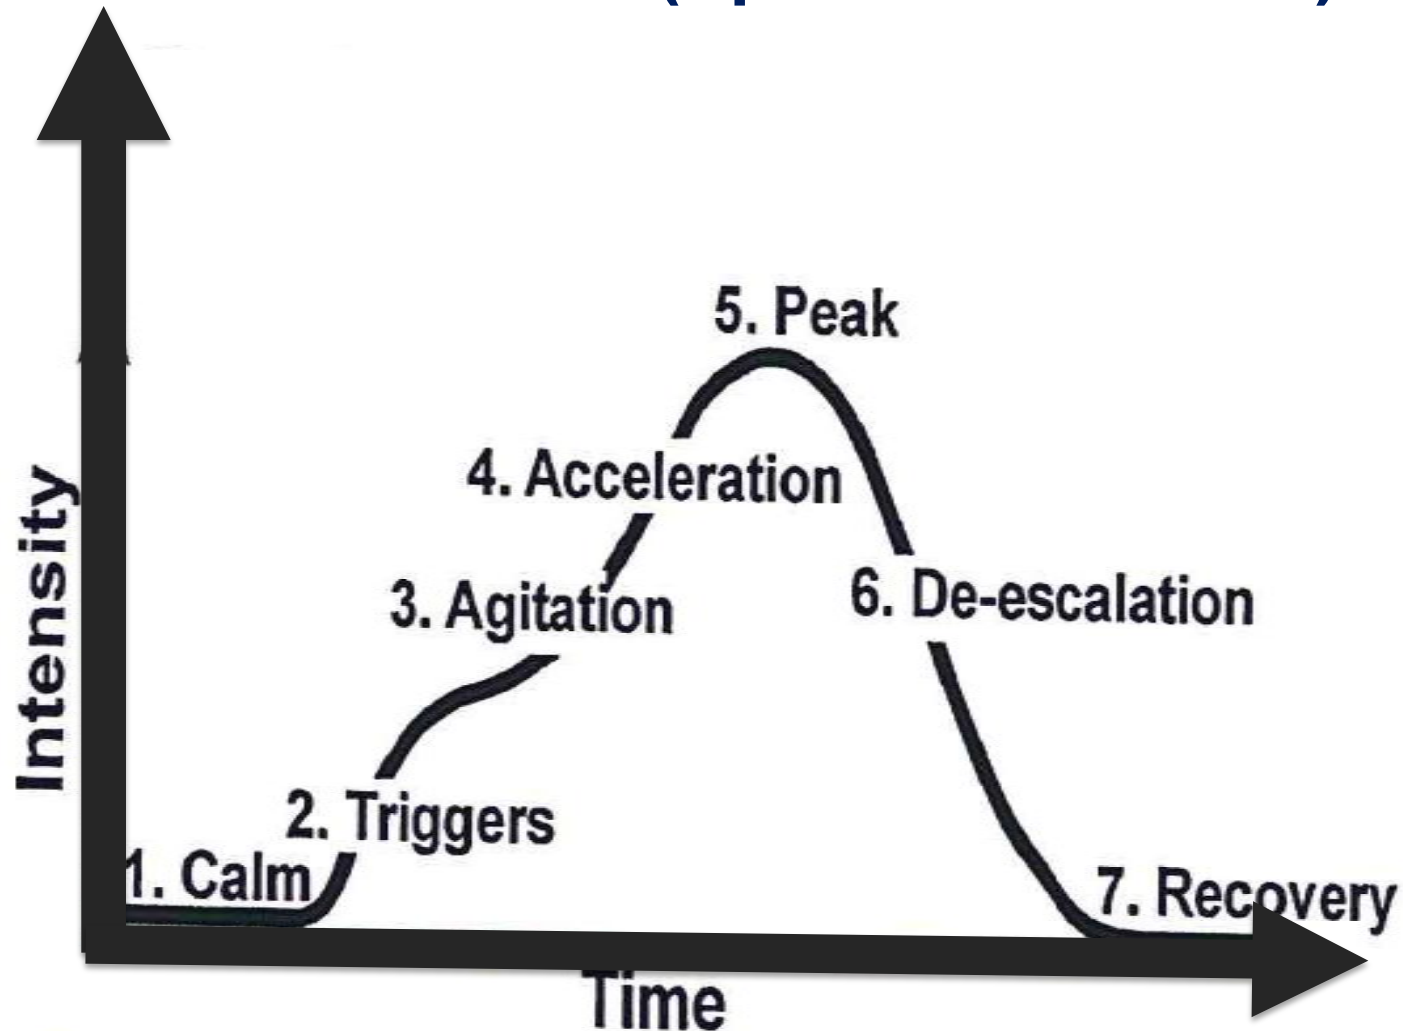 5. Peak
4. Acceleration
3. Agitation
6. De-escalation
2. Triggers
1. Calm
7. Recovery
Intensity
Time